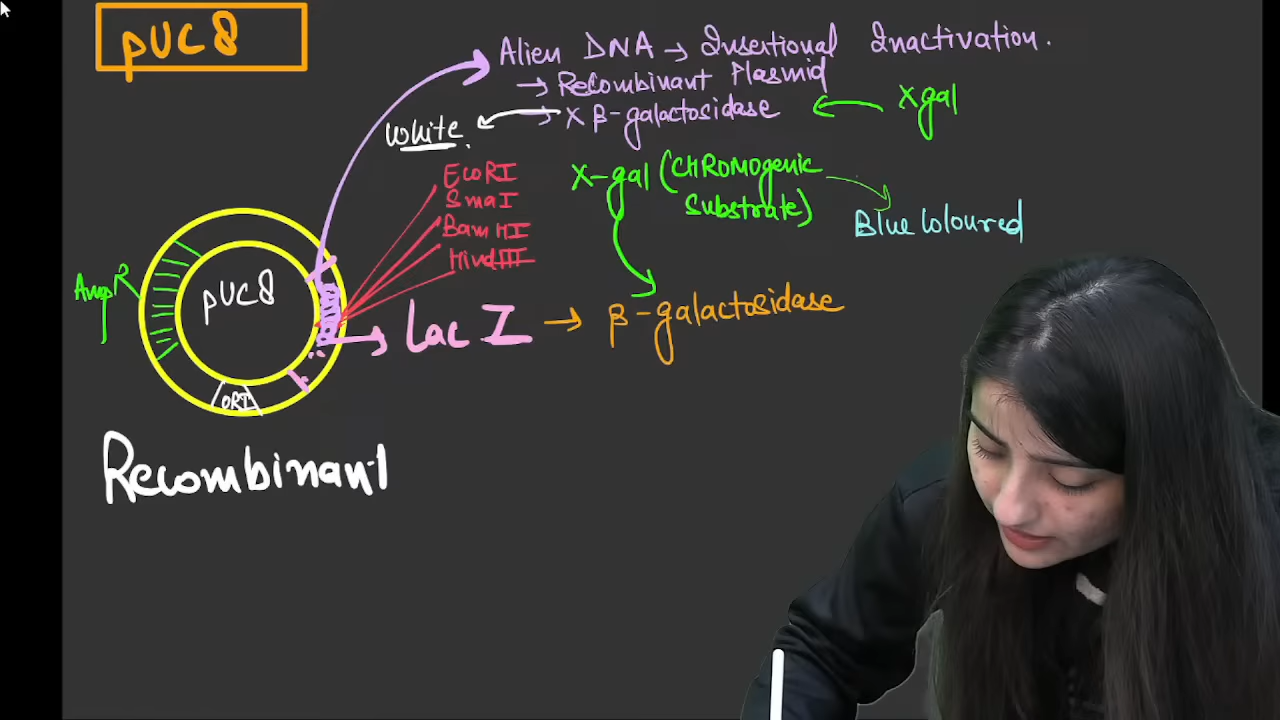 pUC8
Alien DNA → Insertional Inactivation.
→ Recombinant Plasmid
→ X β-galactosidase
X gal
White.
EcoRI
SmaI
BamHI
HindIII
X-gal (CHROMOgenic
Substrate)
Blue Coloured
AmpR
pUC8
Lac I → β-galactosidase
ORI
Recombinant